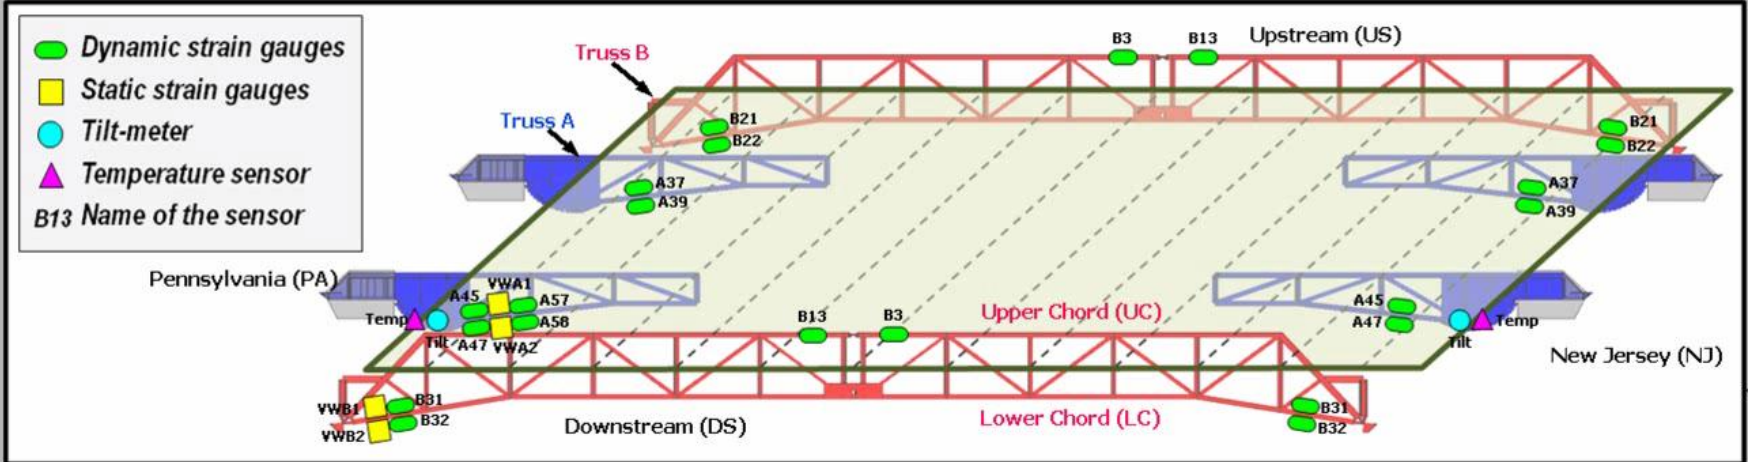 Dynamic strain gauges
Static strain gauges
Tilt-meter
Temperature sensor
B13 Name of the sensor
Truss B
Truss A
B3
B13
Upstream (US)
B21
B22
B21
B22
A37
A39
A37
A39
Pennsylvania (PA)
VWA1
A45
A57
Temp
A58
Tilt
A47
VWA2
B13
B3
Upper Chord (UC)
A45
A47
Temp
Tilt
New Jersey (NJ)
VWB1
B31
VWB2
B32
Downstream (DS)
Lower Chord (LC)
B31
B32